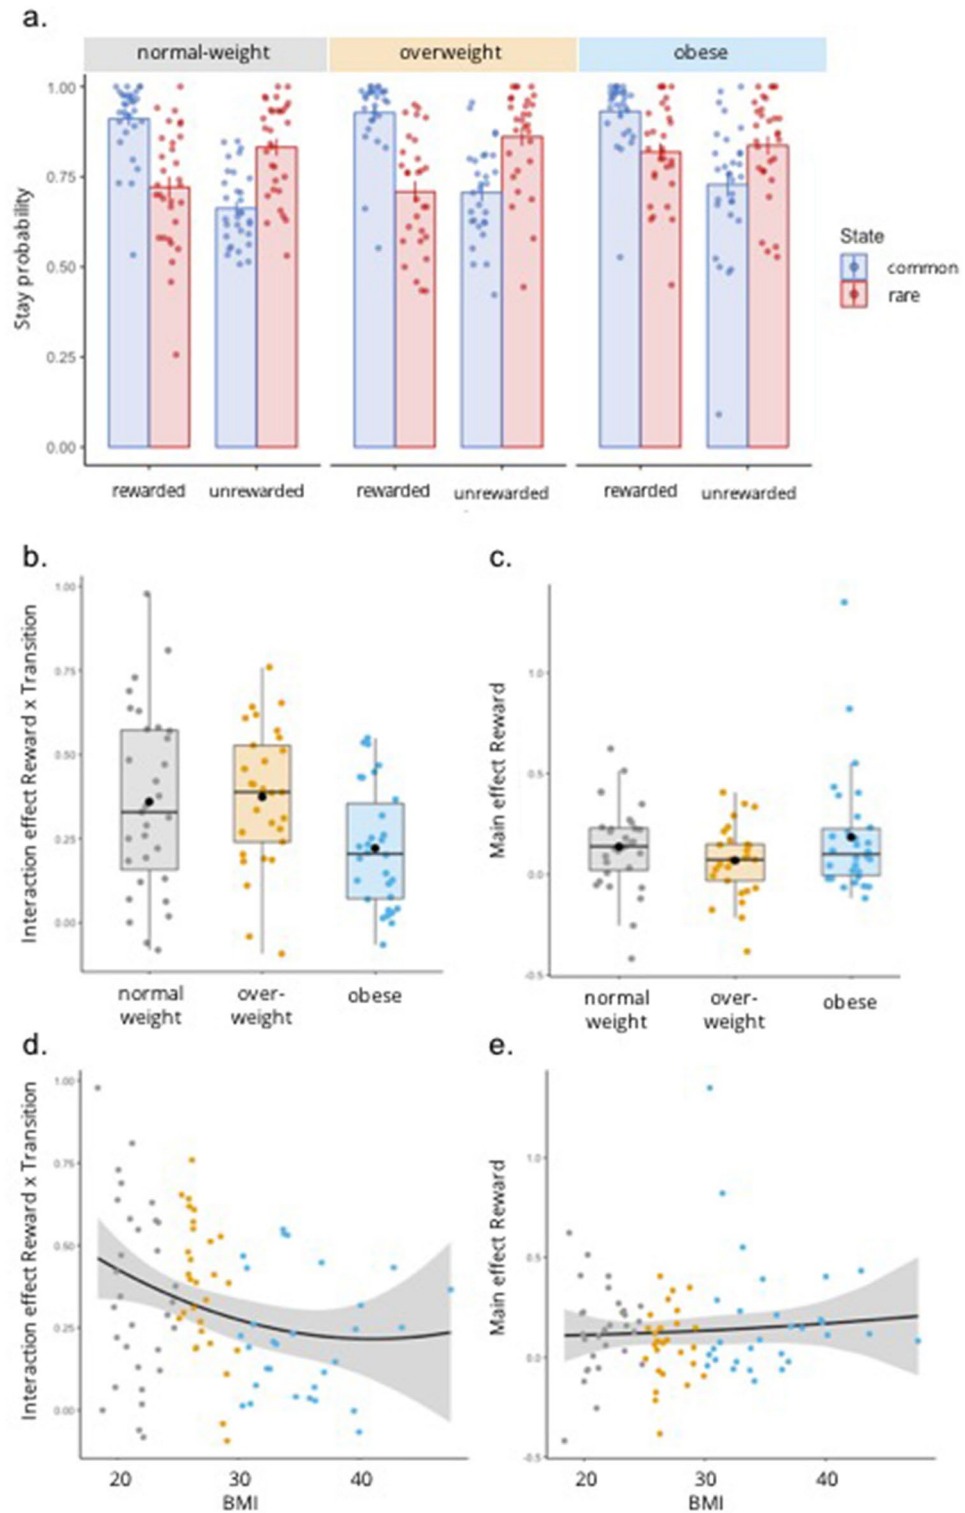 a.
normal-weight overweight obese
1.00
0.75
0.50
0.25
0.00
Stay probability
rewarded unrewarded rewarded unrewarded rewarded unrewarded
State
common
rare
b.
Interaction effect Reward x Transition
1.00
0.75
0.50
0.25
0.00
normal
weight
over-
weight
obese
c.
Main effect Reward
1.0
0.5
0.0
-0.5
normal
weight
over-
weight
obese
d.
Interaction effect Reward x Transition
1.00
0.75
0.50
0.25
0.00
20 30 40
BMI
e.
Main effect Reward
1.0
0.5
0.0
-0.5
20 30 40
BMI